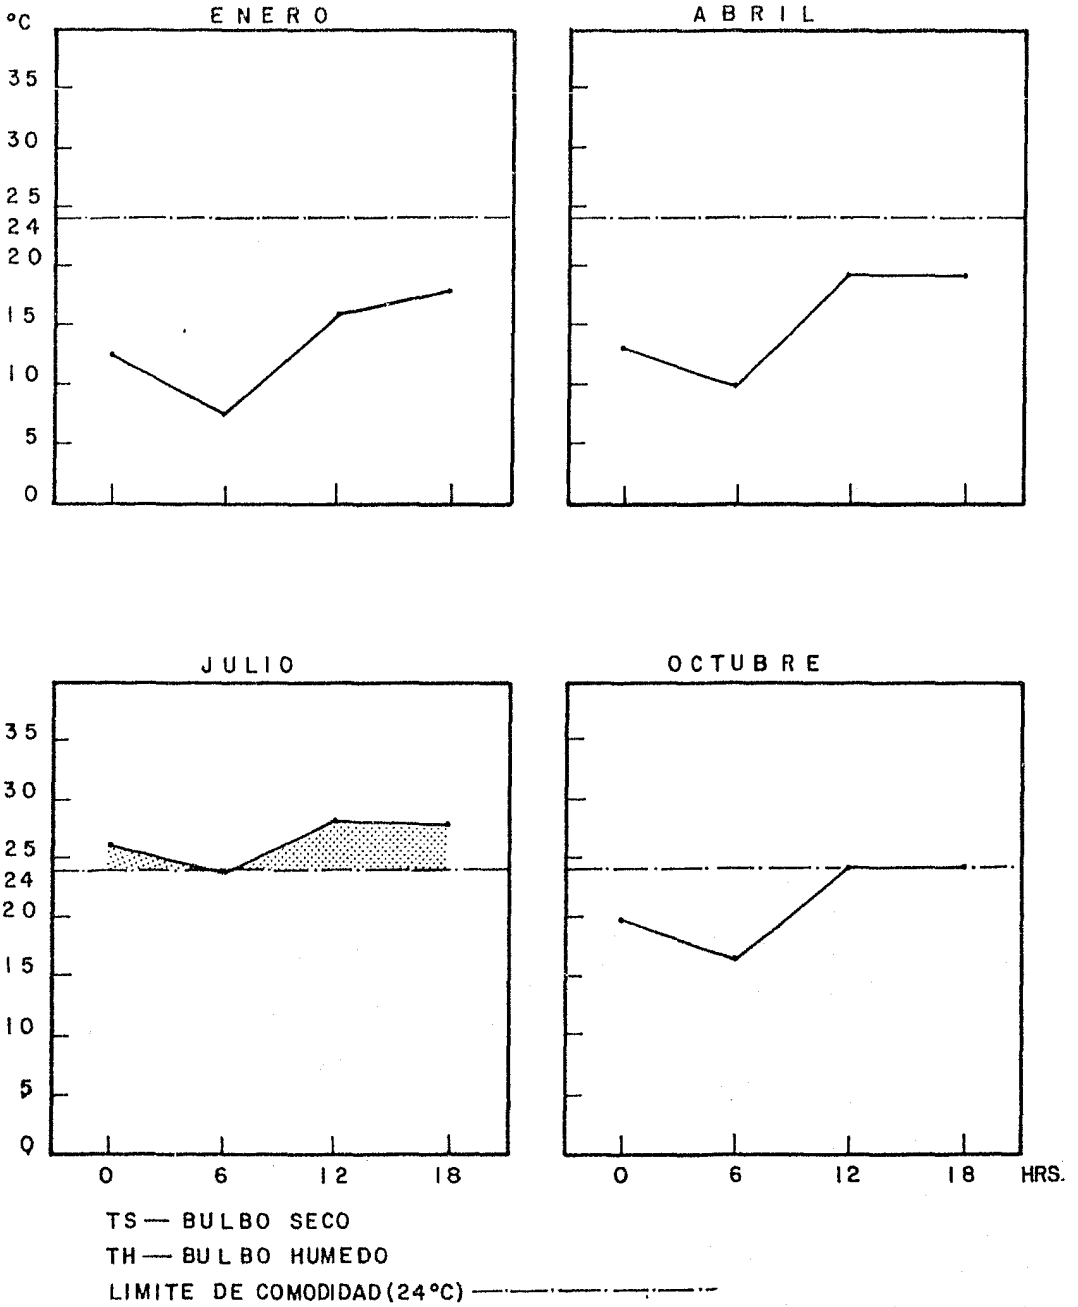 °C
ENERO
ABRIL
35
30
25
24
20
15
10
5
0
JULIO
OCTUBRE
35
30
25
24
20
15
10
5
0
0 6 12 18
0 6 12 18 HRS.
TS — BULBO SECO
TH — BULBO HUMEDO
LIMITE DE COMODIDAD (24°C)